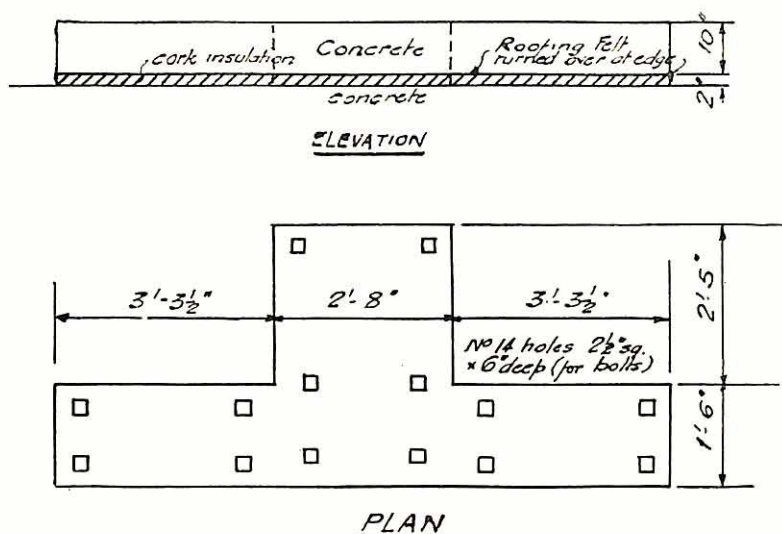 cork insulation
Concrete
Roofing Felt
turned over at edge
10"
2"
concrete
ELEVATION
3'-3½"
2'-8"
3'-3½"
2'-5"
No 14 holes 2½" sq.
× 6" deep (for bolts)
1'-6"
PLAN